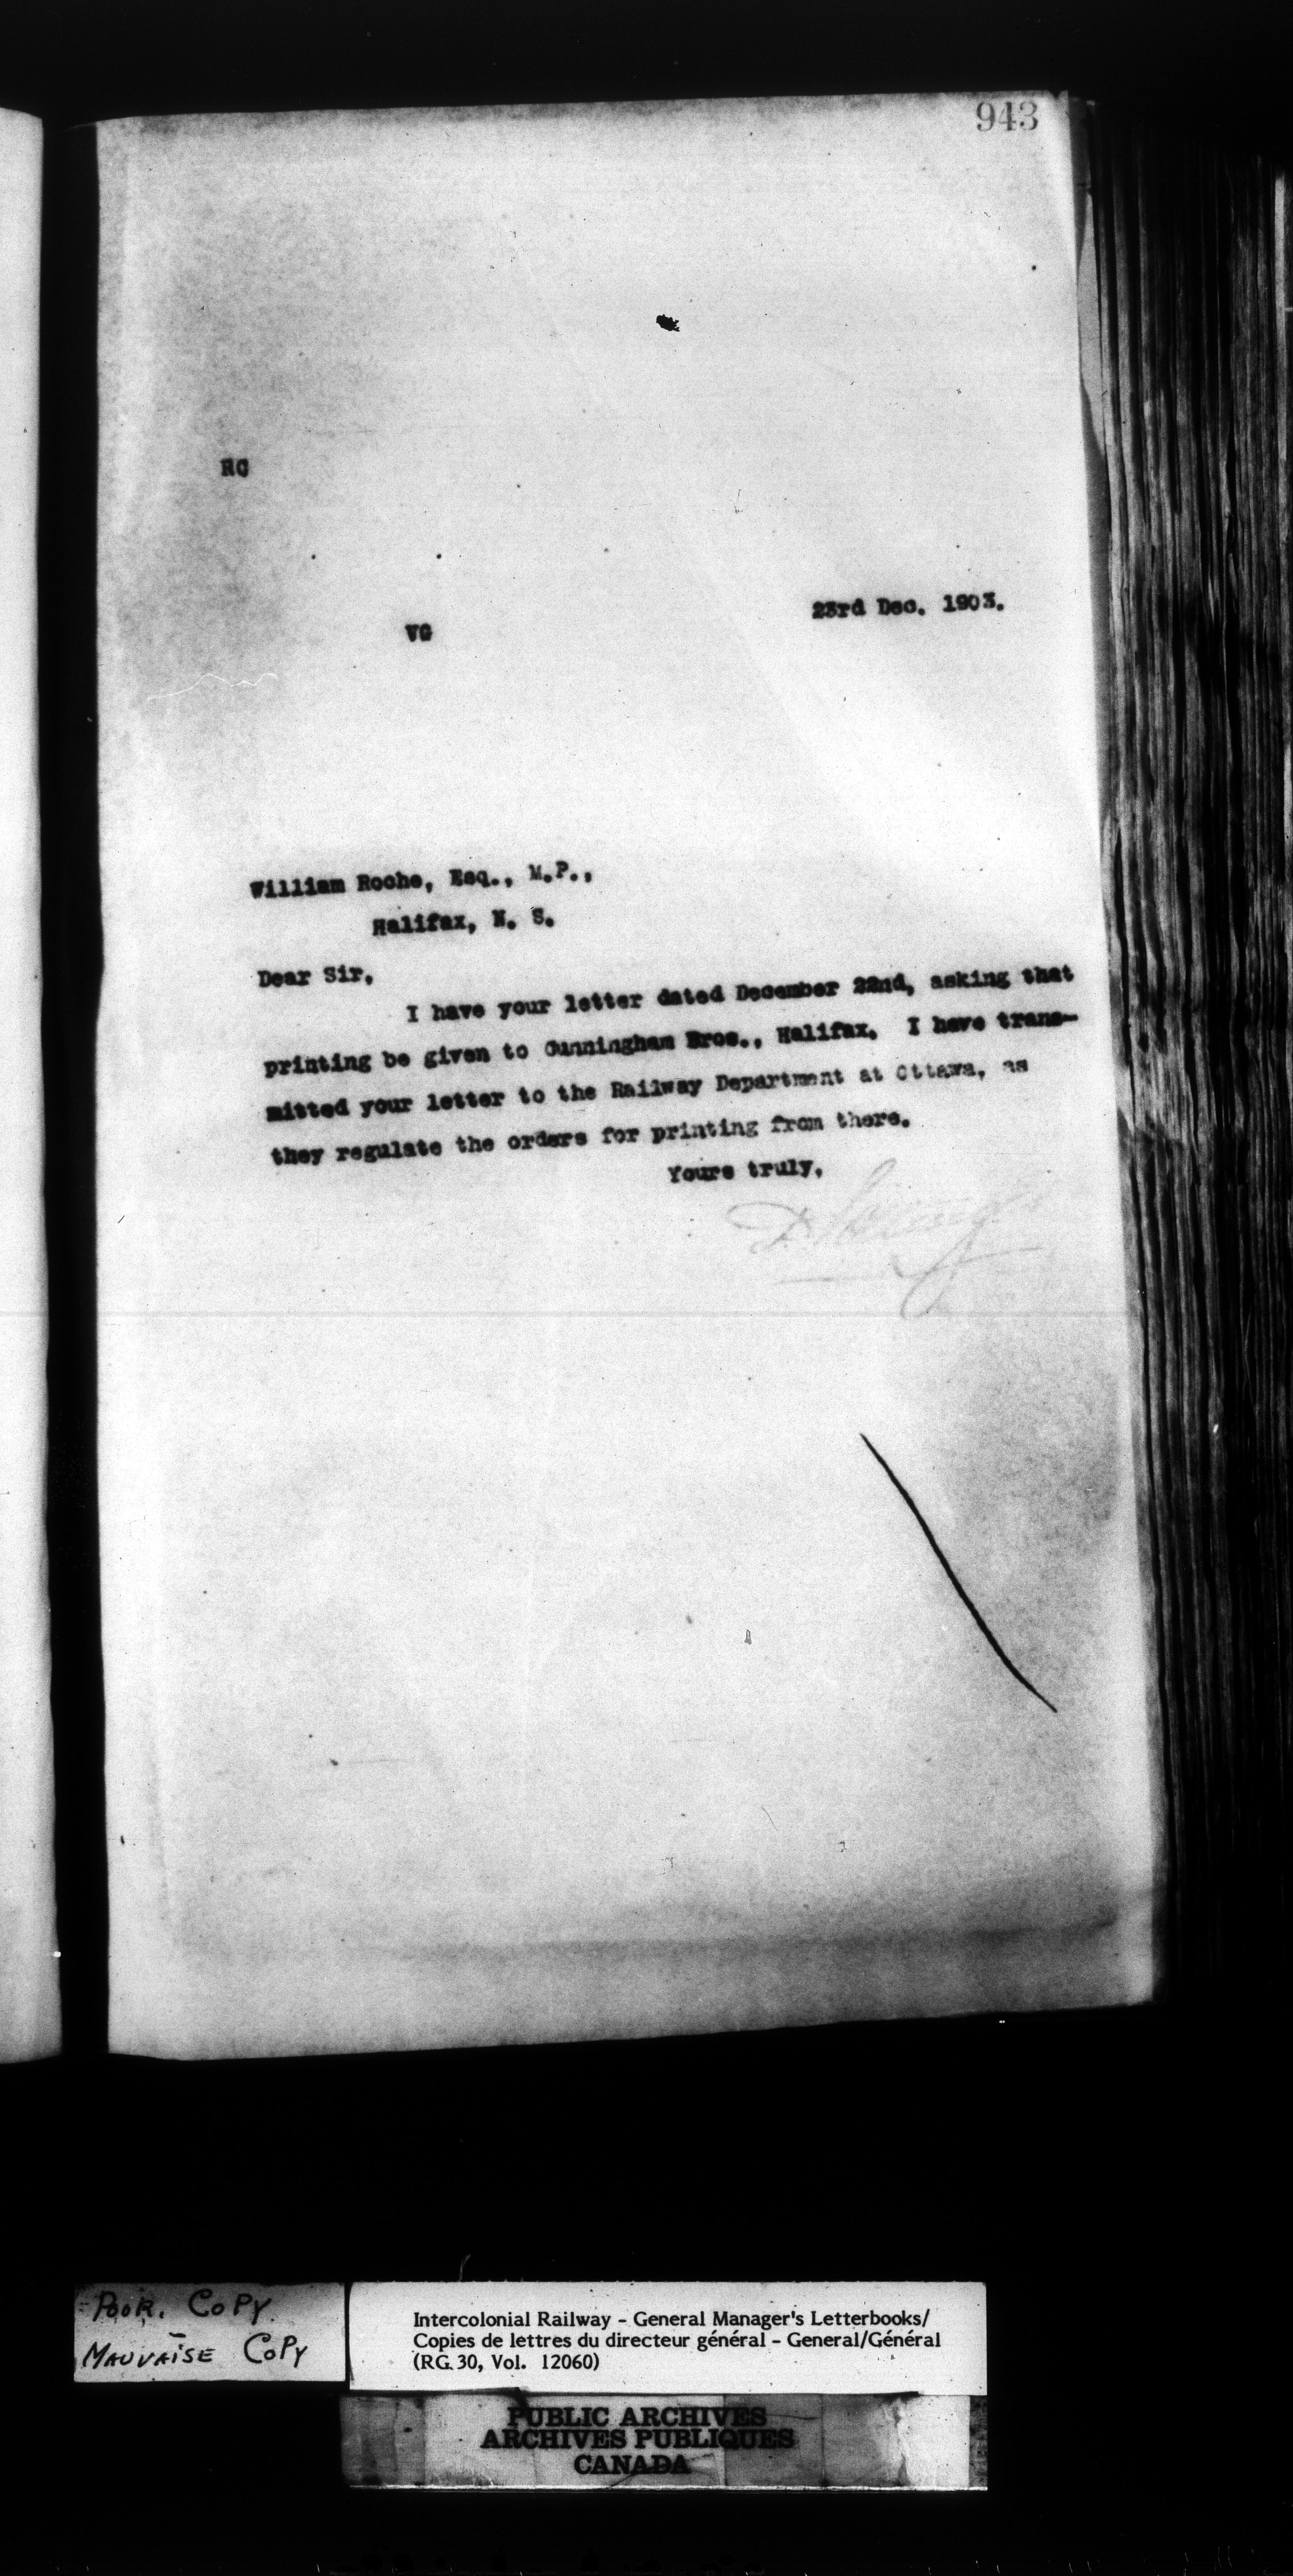 943
RC
23rd Dec. 1903.
VG
William Roche, Esq., M.P.,
Halifax, N. S.
Dear Sir,
I have your letter dated December 22nd, asking that
printing be given to Cunningham Bros., Halifax. I have trans-
mitted your letter to the Railway Department at Ottawa, as
they regulate the orders for printing from there.
Yours truly,
POOR. COPY
MAUVAISE COPY
Intercolonial Railway - General Manager's Letterbooks/
Copies de lettres du directeur général - General/Général
(RG 30, Vol. 12060)
PUBLIC ARCHIVES
ARCHIVES PUBLIQUES
CANADA